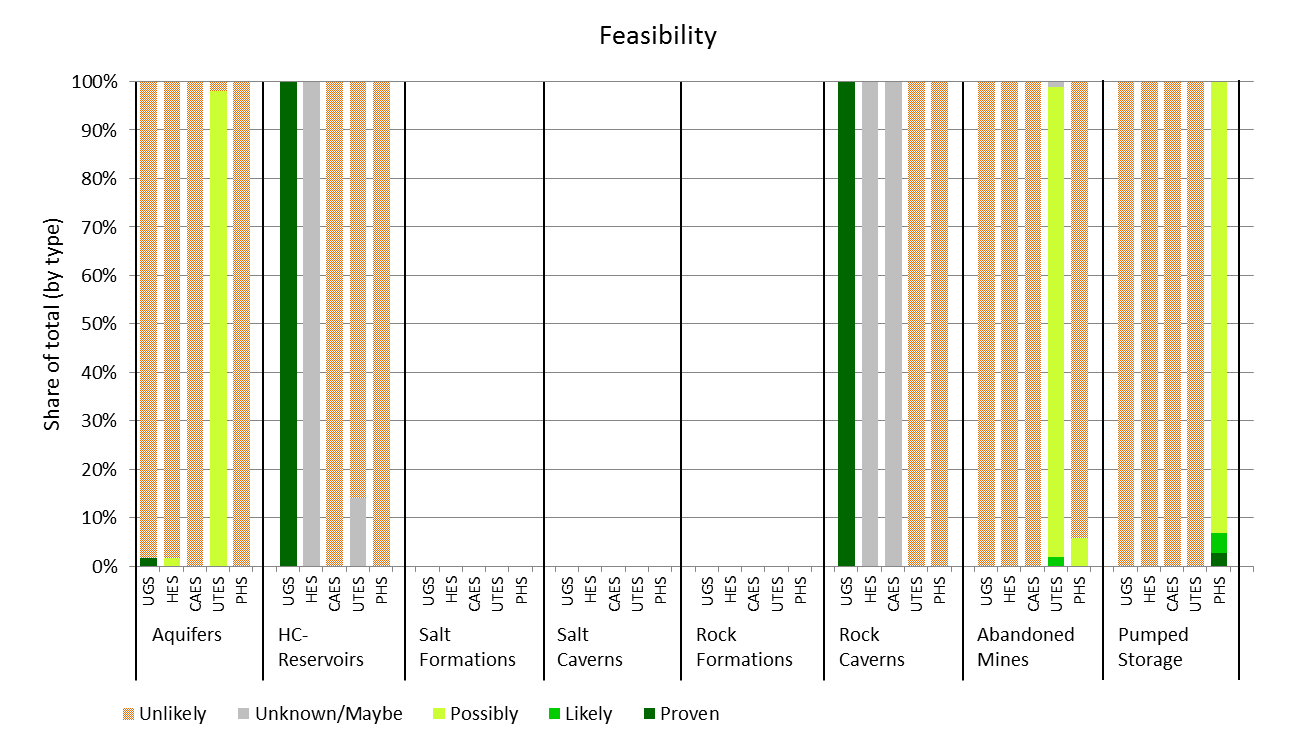 Feasibility
Share of total (by type)
100%
90%
80%
70%
60%
50%
40%
30%
20%
10%
0%
UGS HES CAES UTES PHS
UGS HES CAES UTES PHS
UGS HES CAES UTES PHS
UGS HES CAES UTES PHS
UGS HES CAES UTES PHS
UGS HES CAES UTES PHS
UGS HES CAES UTES PHS
UGS HES CAES UTES PHS
Aquifers
HC-
Reservoirs
Salt
Formations
Salt
Caverns
Rock
Formations
Rock
Caverns
Abandoned
Mines
Pumped
Storage
Unlikely Unknown/Maybe Possibly Likely Proven